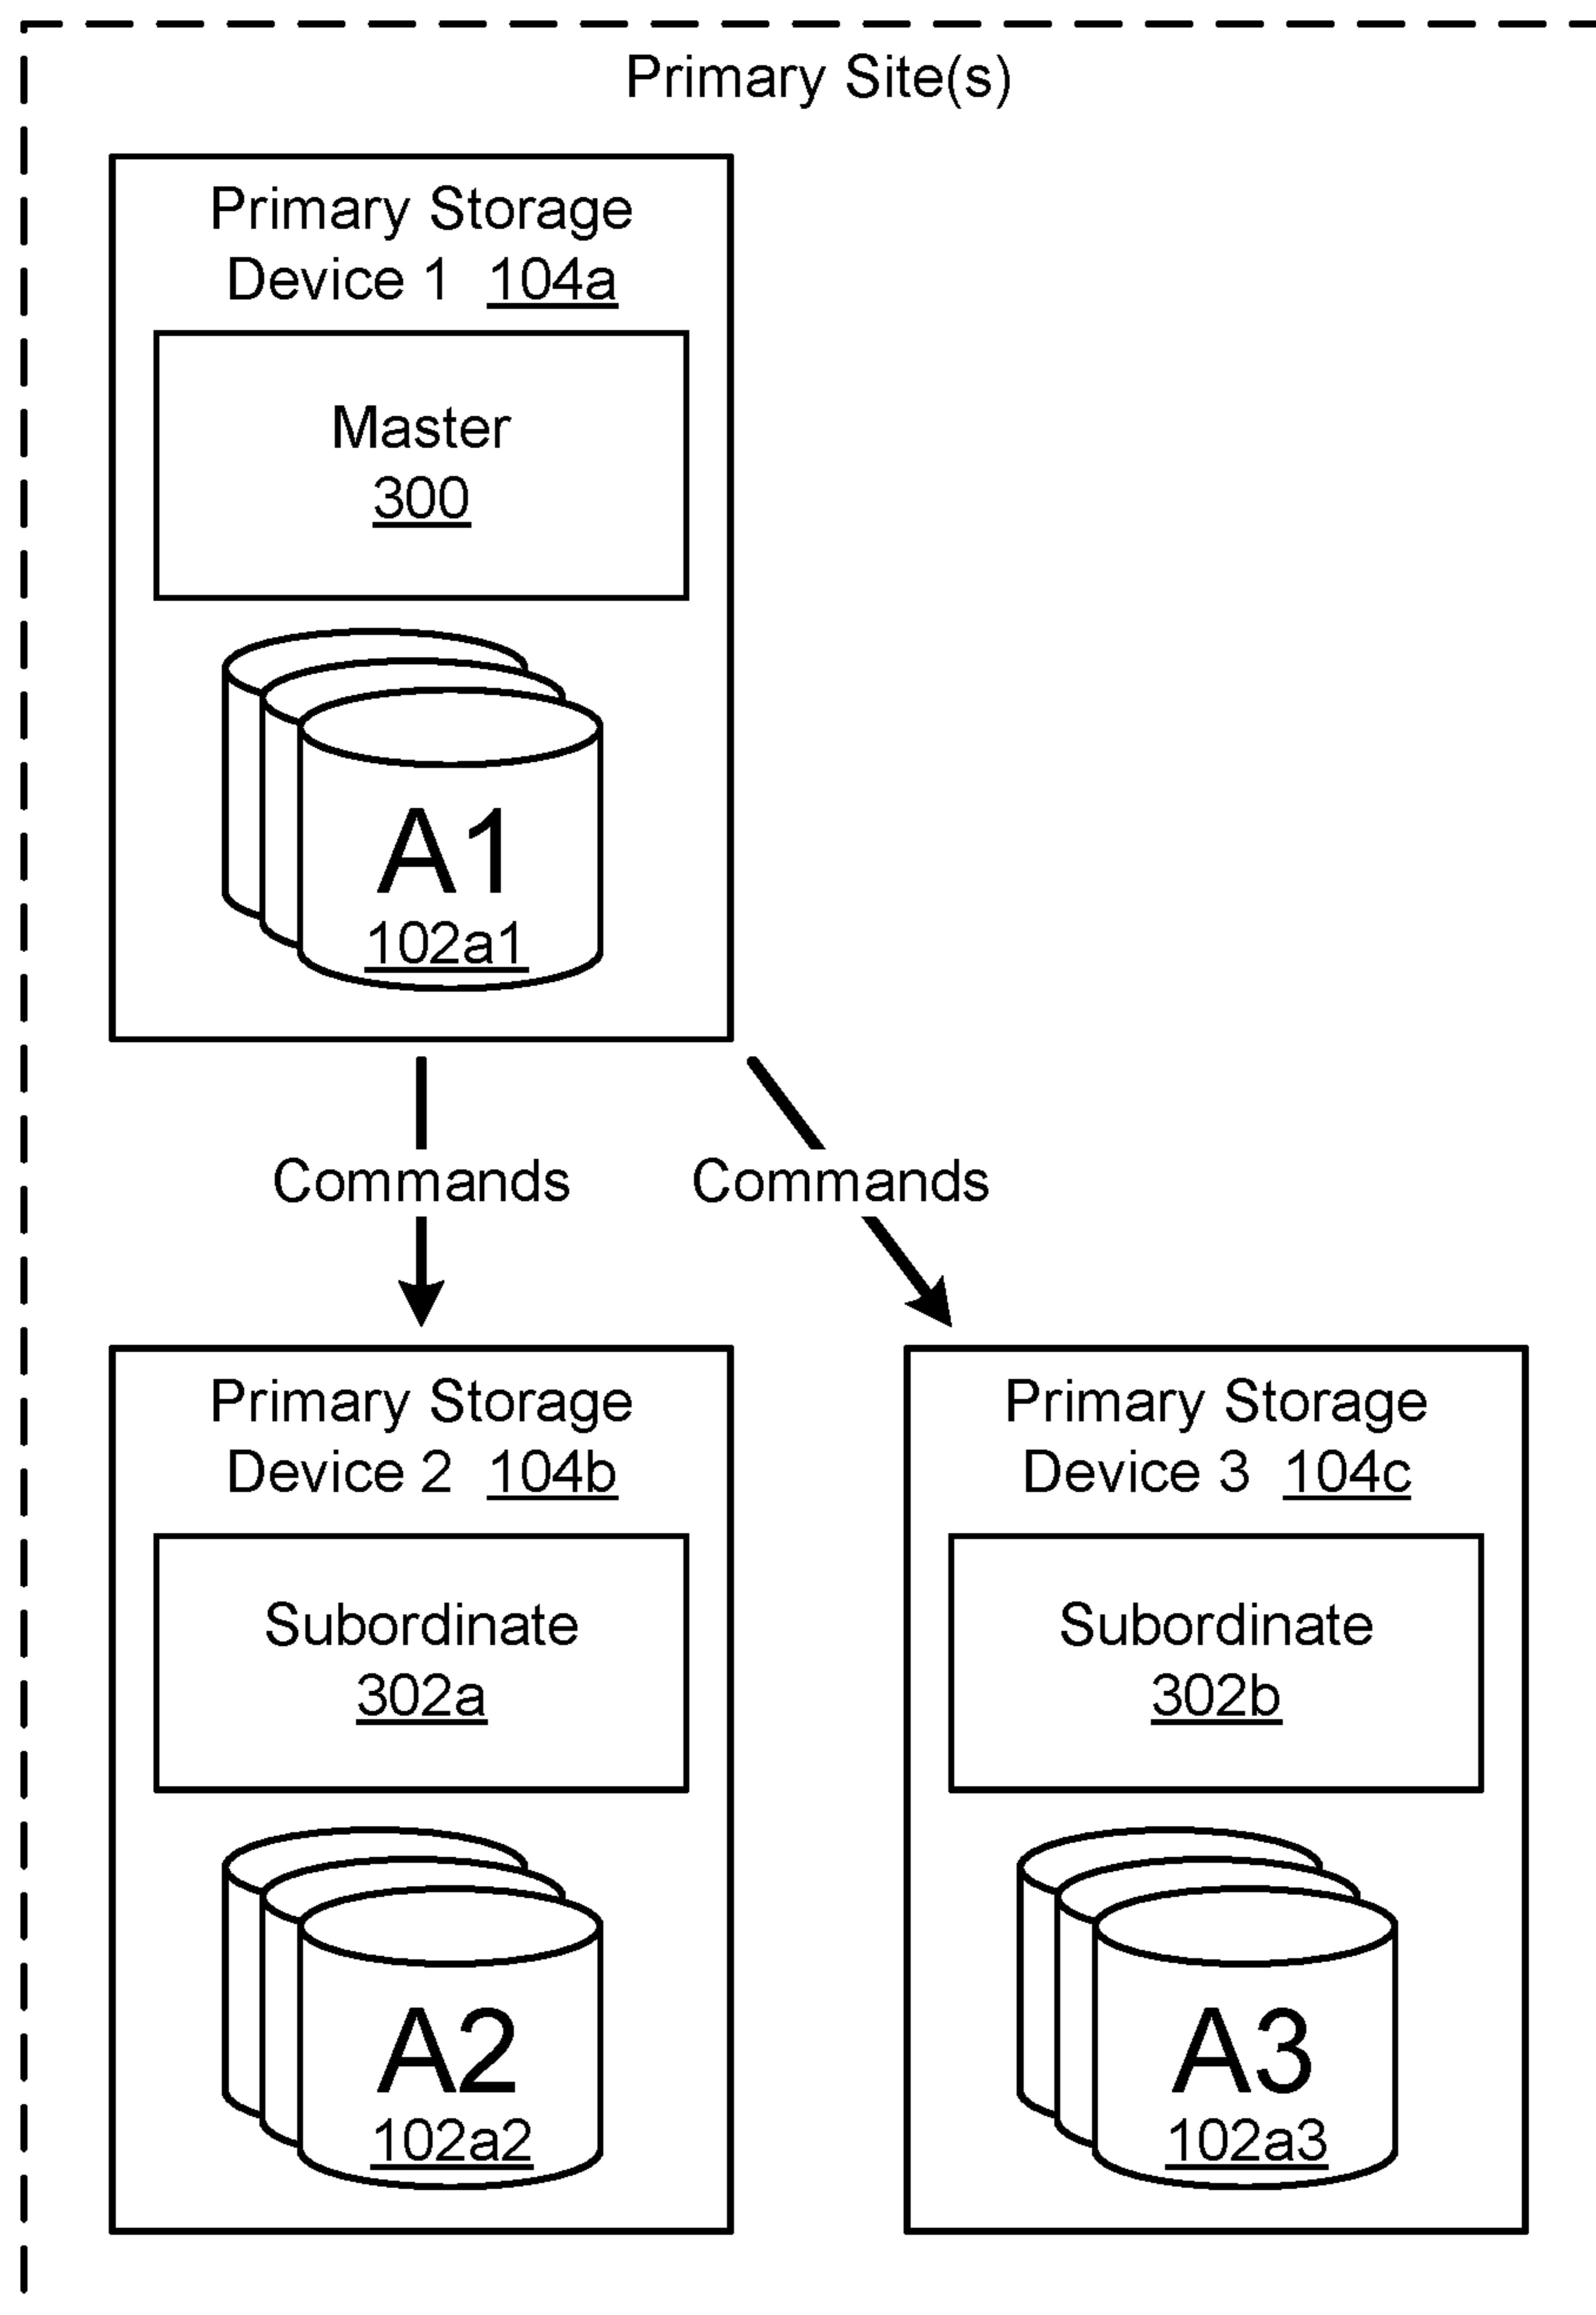 Primary Site(s)
Primary Storage
Device 1 104a
Master
300
A1
102a1
Commands
Commands
Primary Storage
Device 2 104b
Subordinate
302a
A2
102a2
Primary Storage
Device 3 104c
Subordinate
302b
A3
102a3